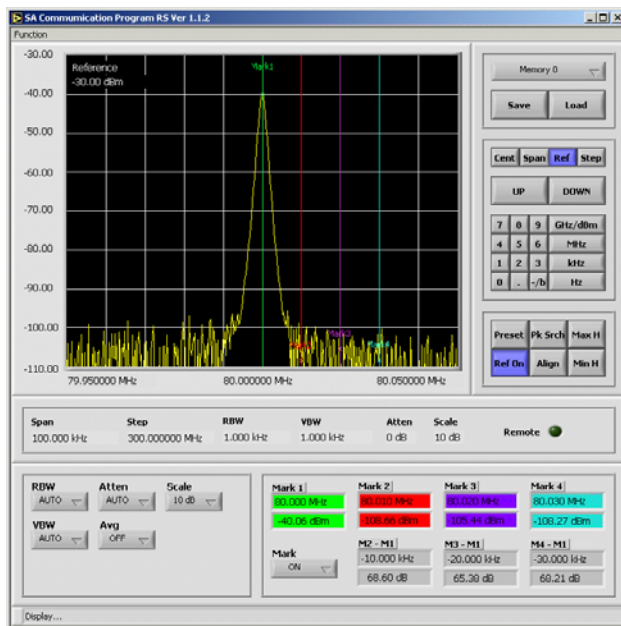 SA Communication Program RS Ver 1.1.2
Function
-30.00
-40.00
-50.00
-60.00
-70.00
-80.00
-90.00
-100.00
-110.00
Reference
-30.00 dBm
Mark1
79.950000 MHz 80.000000 MHz 80.050000 MHz
Memory 0
Save Load
Cent Span Ref Step
UP DOWN
7 8 9 GHz/dBm
4 5 6 MHz
1 2 3 kHz
0 . -/b Hz
Preset Pk Srch Max H
Ref On Align Min H
Span Step RBW VBW Atten Scale
100.000 kHz 300.000000 MHz 1.000 kHz 1.000 kHz 0 dB 10 dB
Remote
RBW Atten Scale
AUTO AUTO 10 dB
VBW Avg
AUTO OFF
Mark 1 Mark 2 Mark 3 Mark 4
80.000 MHz 80.010 MHz 80.020 MHz 80.030 MHz
-40.06 dBm -108.66 dBm -105.44 dBm -108.27 dBm
Mark
ON
M2 - M1 M3 - M1 M4 - M1
-10.000 kHz -20.000 kHz -30.000 kHz
68.60 dB 65.38 dB 68.21 dB
Display...